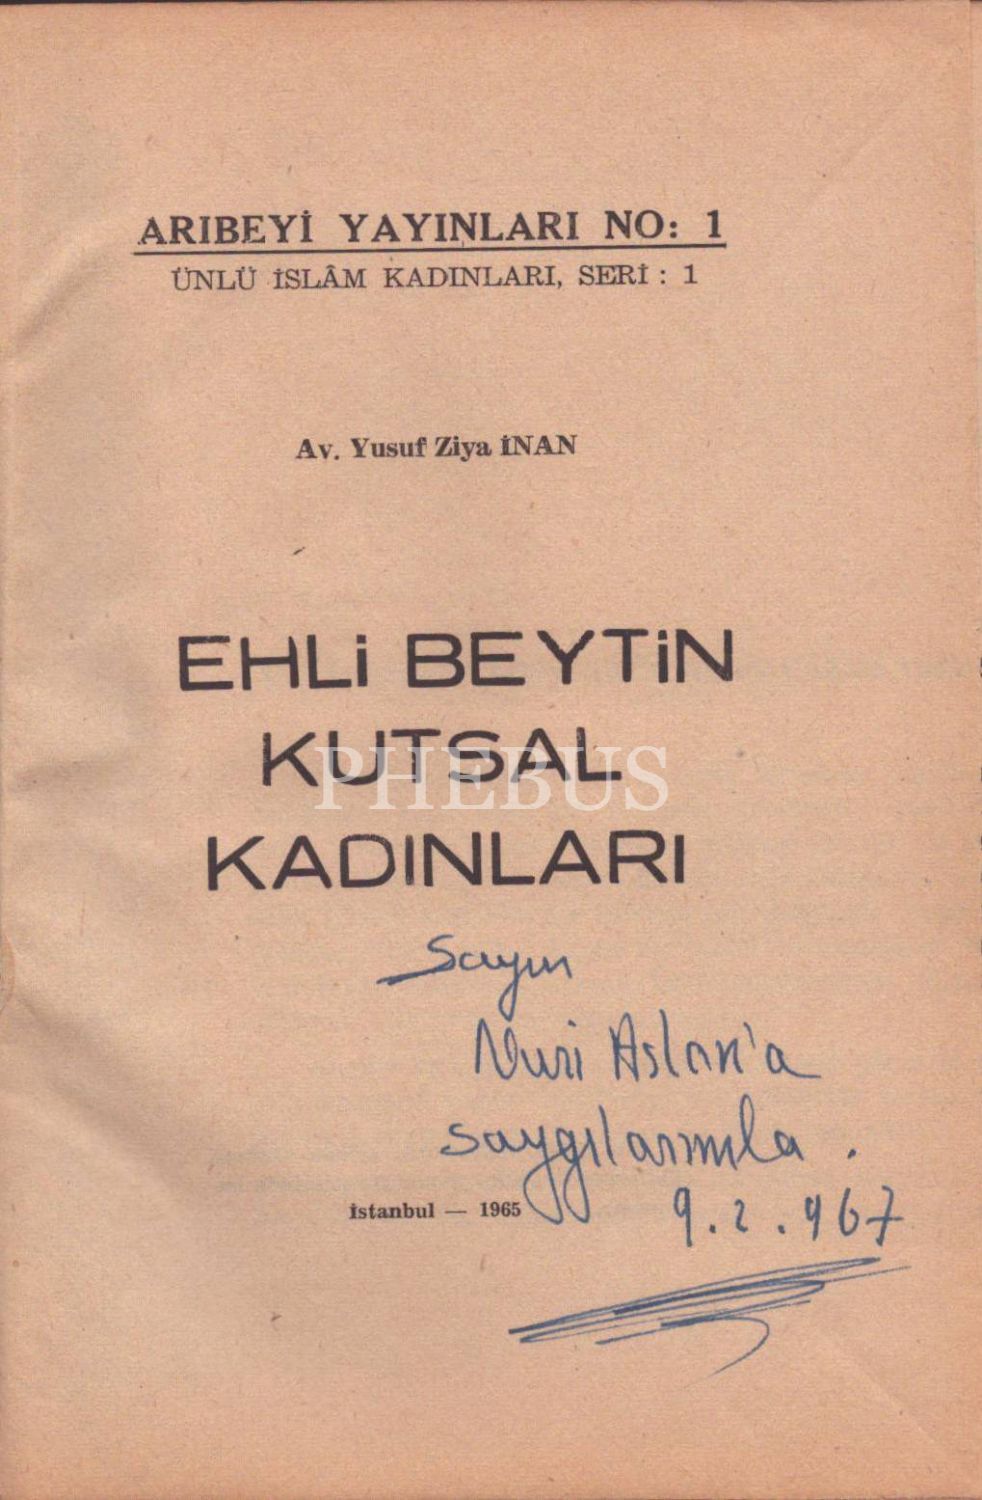 ARIBEYİ YAYINLARI NO: 1
ÜNLÜ İSLÂM KADINLARI, SERİ : 1
Av. Yusuf Ziya İNAN
EHLİ BEYTİN
KUTSAL
PHEBUS
KADINLARI
Sayın
Nuri Aslan'a
saygılarımla.
İstanbul — 1965
9.2.967